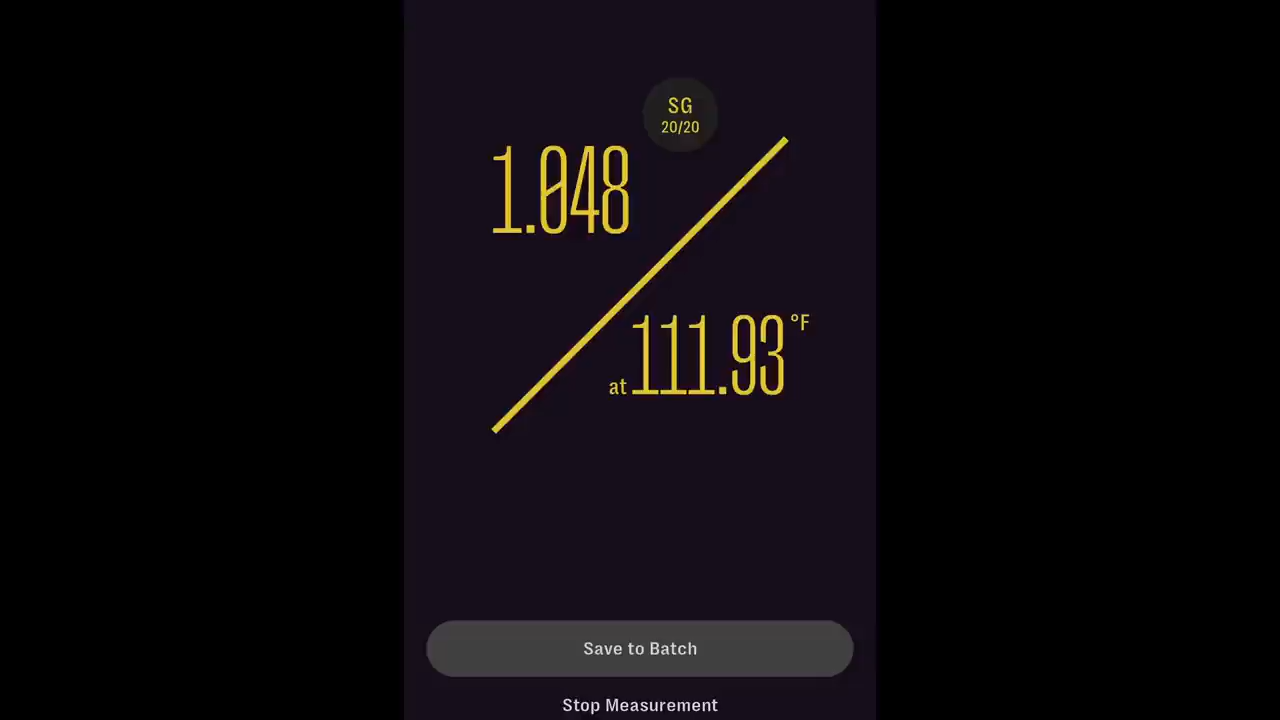 SG
20/20
1.048
at 111.93 °F
Save to Batch
Stop Measurement